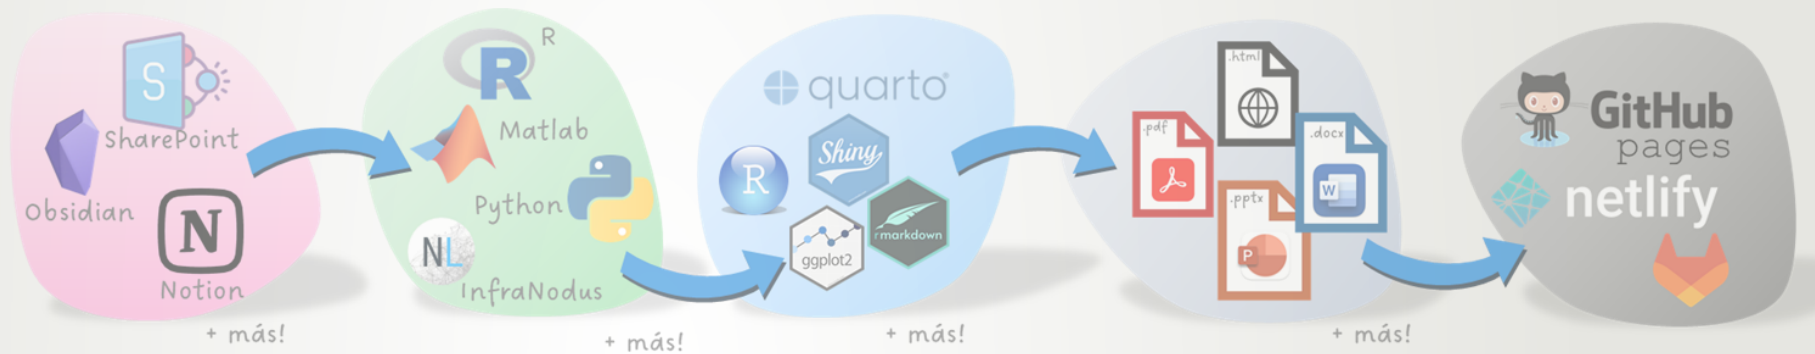 S
SharePoint
Obsidian
N
Notion
+ más!
R
R
Matlab
Python
NL
InfraNodus
+ más!
quarto
Shiny
R
rmarkdown
ggplot2
+ más!
.html
.pdf
.docx
W
.pptx
P
+ más!
GitHub
pages
netlify